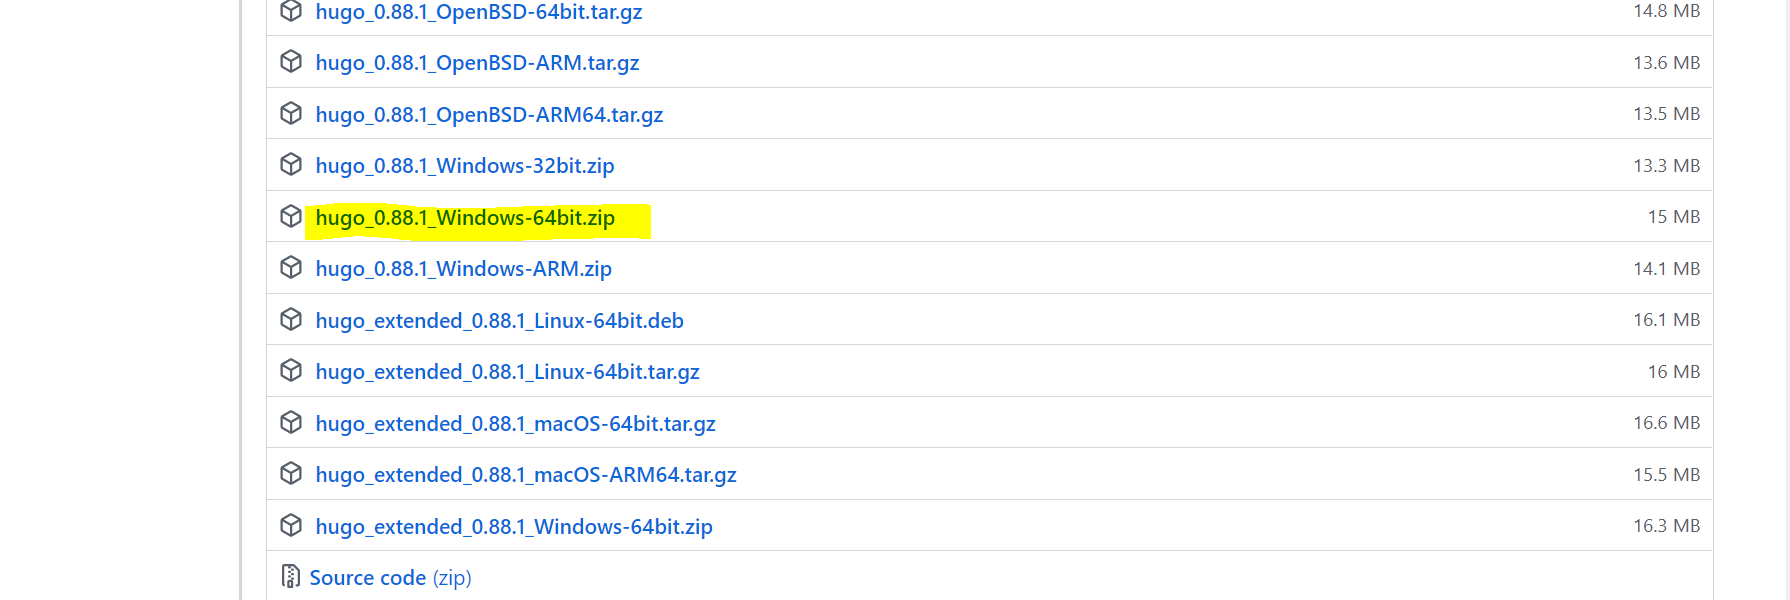 hugo_0.88.1_OpenBSD-64bit.tar.gz 14.8 MB
hugo_0.88.1_OpenBSD-ARM.tar.gz 13.6 MB
hugo_0.88.1_OpenBSD-ARM64.tar.gz 13.5 MB
hugo_0.88.1_Windows-32bit.zip 13.3 MB
hugo_0.88.1_Windows-64bit.zip 15 MB
hugo_0.88.1_Windows-ARM.zip 14.1 MB
hugo_extended_0.88.1_Linux-64bit.deb 16.1 MB
hugo_extended_0.88.1_Linux-64bit.tar.gz 16 MB
hugo_extended_0.88.1_macOS-64bit.tar.gz 16.6 MB
hugo_extended_0.88.1_macOS-ARM64.tar.gz 15.5 MB
hugo_extended_0.88.1_Windows-64bit.zip 16.3 MB
Source code (zip)